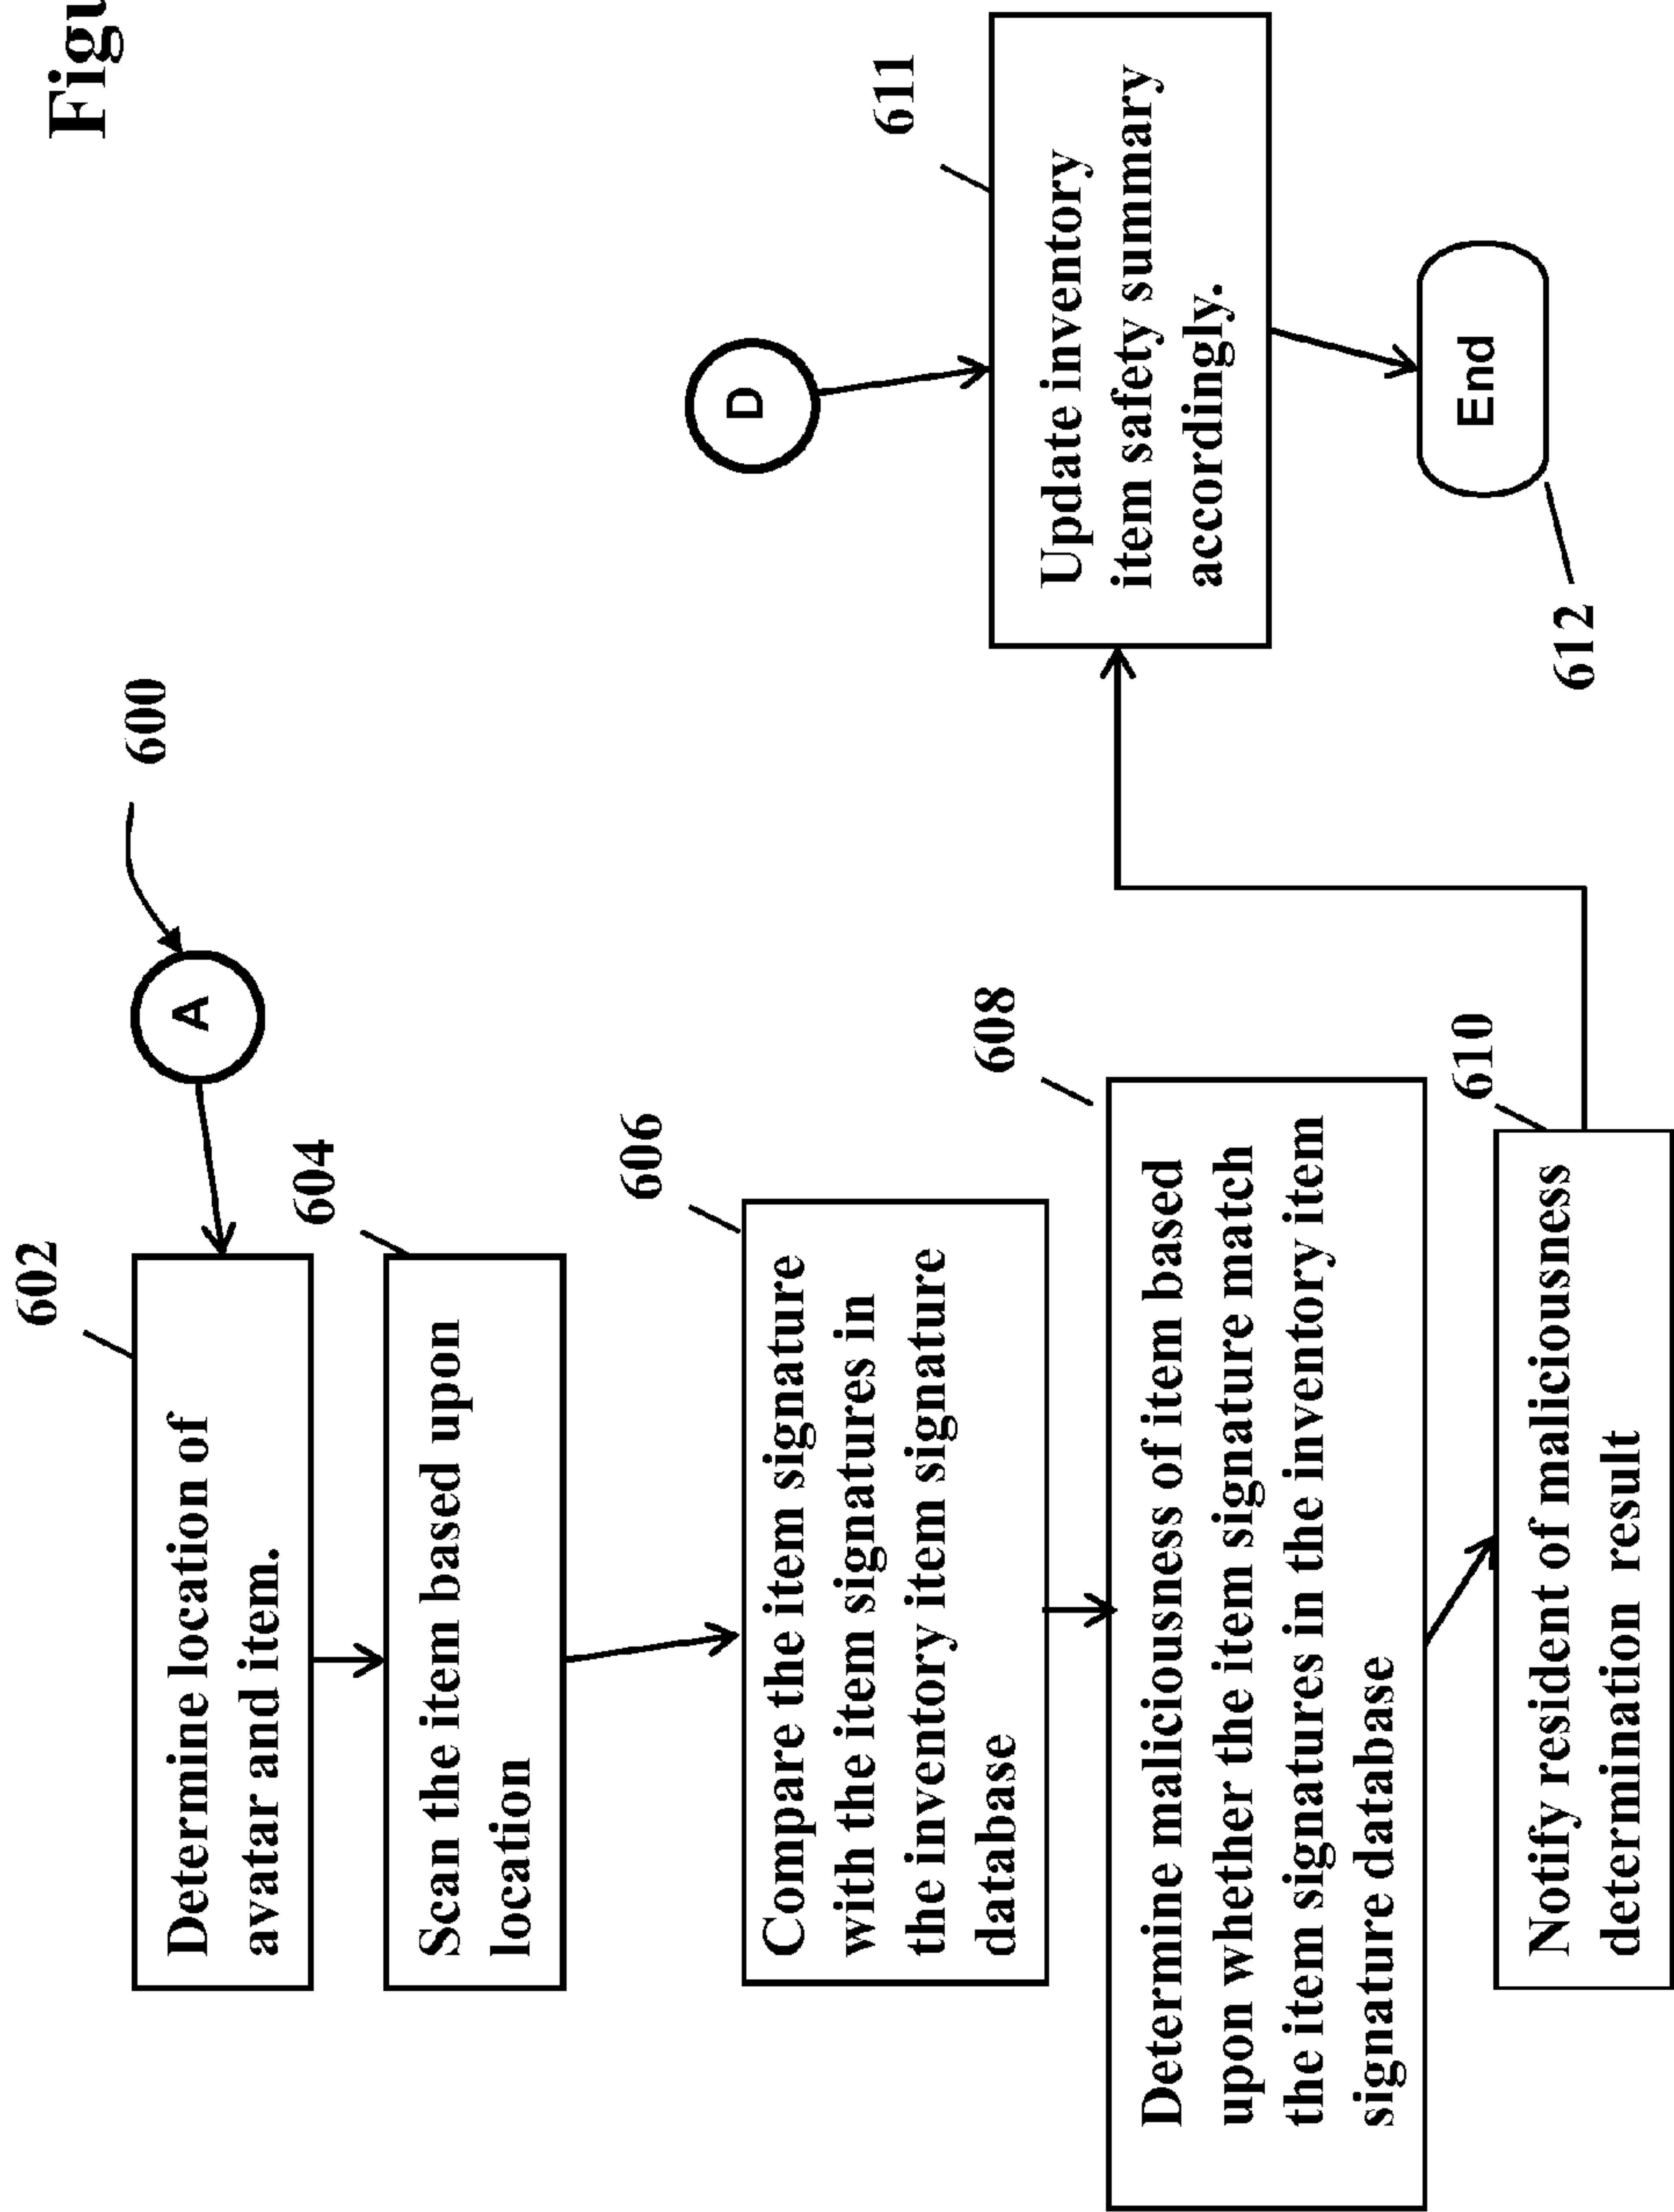 Figu
600
A
602
Determine location of
avatar and item.
604
Scan the item based upon
location
606
Compare the item signature
with the item signatures in
the inventory item signature
database
608
Determine maliciousness of item based
upon whether the item signature match
the item signatures in the inventory item
signature database
610
Notify resident of maliciousness
determination result
D
611
Update inventory
item safety summary
accordingly.
End
612